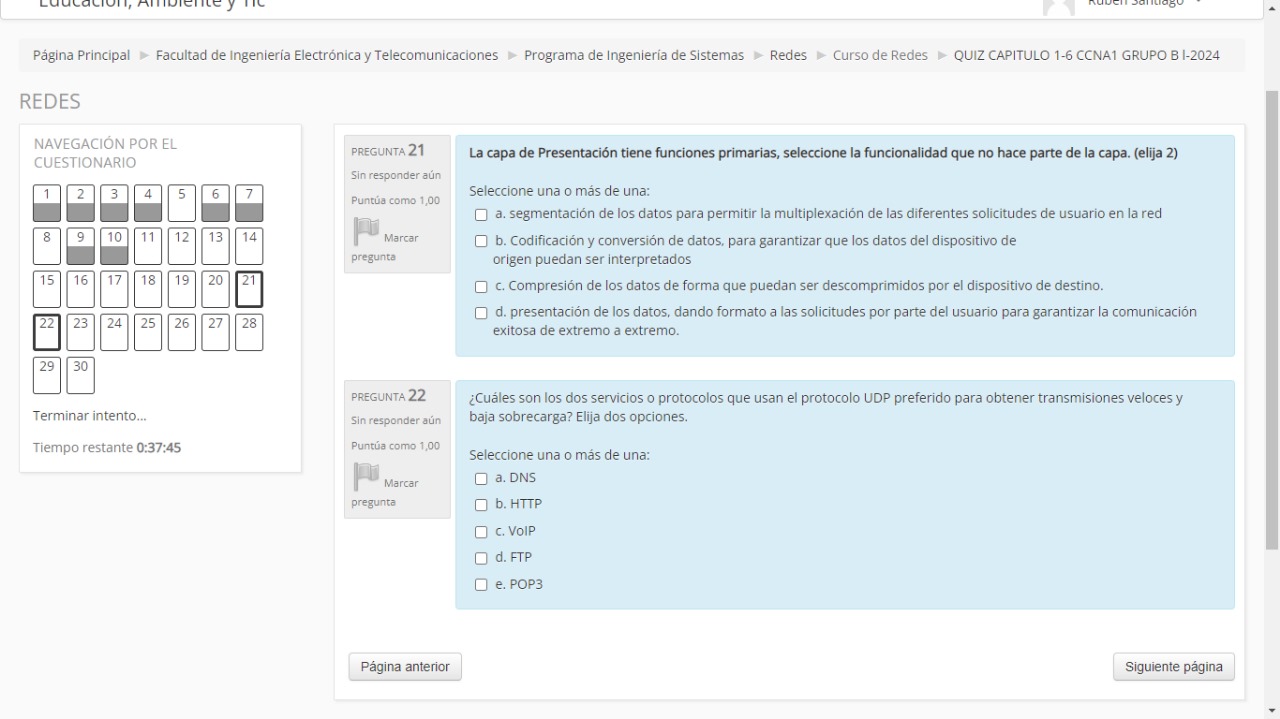 Educación, Ambiente y Tic
Ruben Santiago
Página Principal ► Facultad de Ingeniería Electrónica y Telecomunicaciones ► Programa de Ingeniería de Sistemas ► Redes ► Curso de Redes ► QUIZ CAPITULO 1-6 CCNA1 GRUPO B I-2024
REDES
NAVEGACIÓN POR EL
CUESTIONARIO
1 2 3 4 5 6 7
8 9 10 11 12 13 14
15 16 17 18 19 20 21
22 23 24 25 26 27 28
29 30
Terminar intento...
Tiempo restante 0:37:45
PREGUNTA 21
Sin responder aún
Puntúa como 1,00
Marcar
pregunta
La capa de Presentación tiene funciones primarias, seleccione la funcionalidad que no hace parte de la capa. (elija 2)
Seleccione una o más de una:
a. segmentación de los datos para permitir la multiplexación de las diferentes solicitudes de usuario en la red
b. Codificación y conversión de datos, para garantizar que los datos del dispositivo de
origen puedan ser interpretados
c. Compresión de los datos de forma que puedan ser descomprimidos por el dispositivo de destino.
d. presentación de los datos, dando formato a las solicitudes por parte del usuario para garantizar la comunicación
exitosa de extremo a extremo.
PREGUNTA 22
Sin responder aún
Puntúa como 1,00
Marcar
pregunta
¿Cuáles son los dos servicios o protocolos que usan el protocolo UDP preferido para obtener transmisiones veloces y
baja sobrecarga? Elija dos opciones.
Seleccione una o más de una:
a. DNS
b. HTTP
c. VoIP
d. FTP
e. POP3
Página anterior
Siguiente página